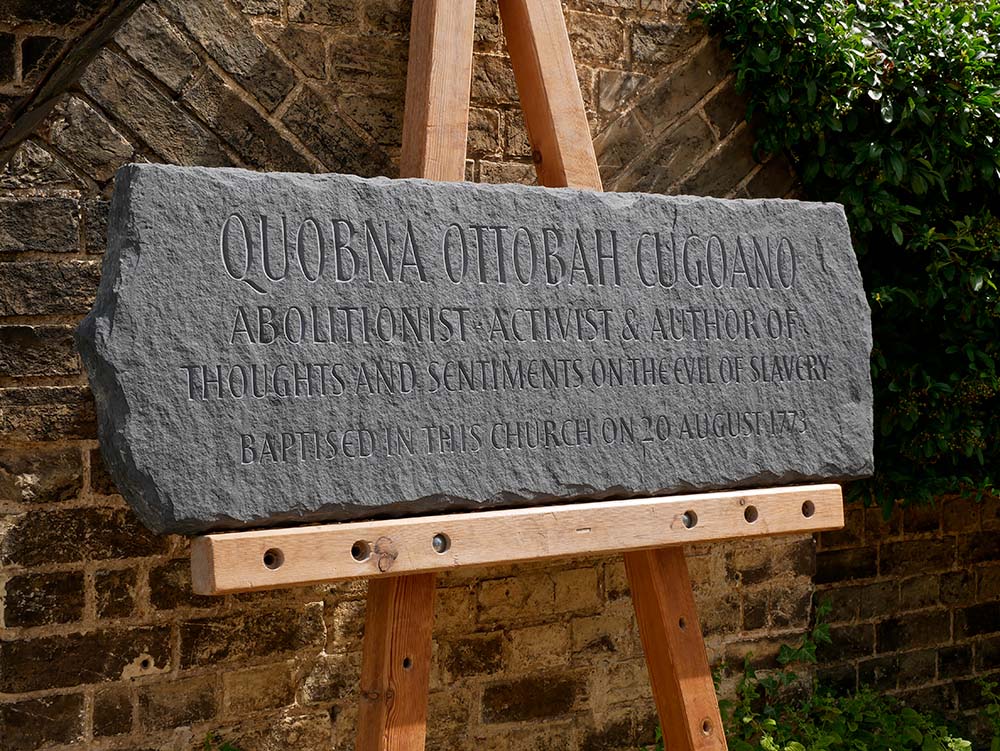 QUOBNA OTTOBAH CUGOANO
ABOLITIONIST · ACTIVIST & AUTHOR OF
THOUGHTS AND SENTIMENTS ON THE EVIL OF SLAVERY
BAPTISED IN THIS CHURCH ON 20 AUGUST 1773